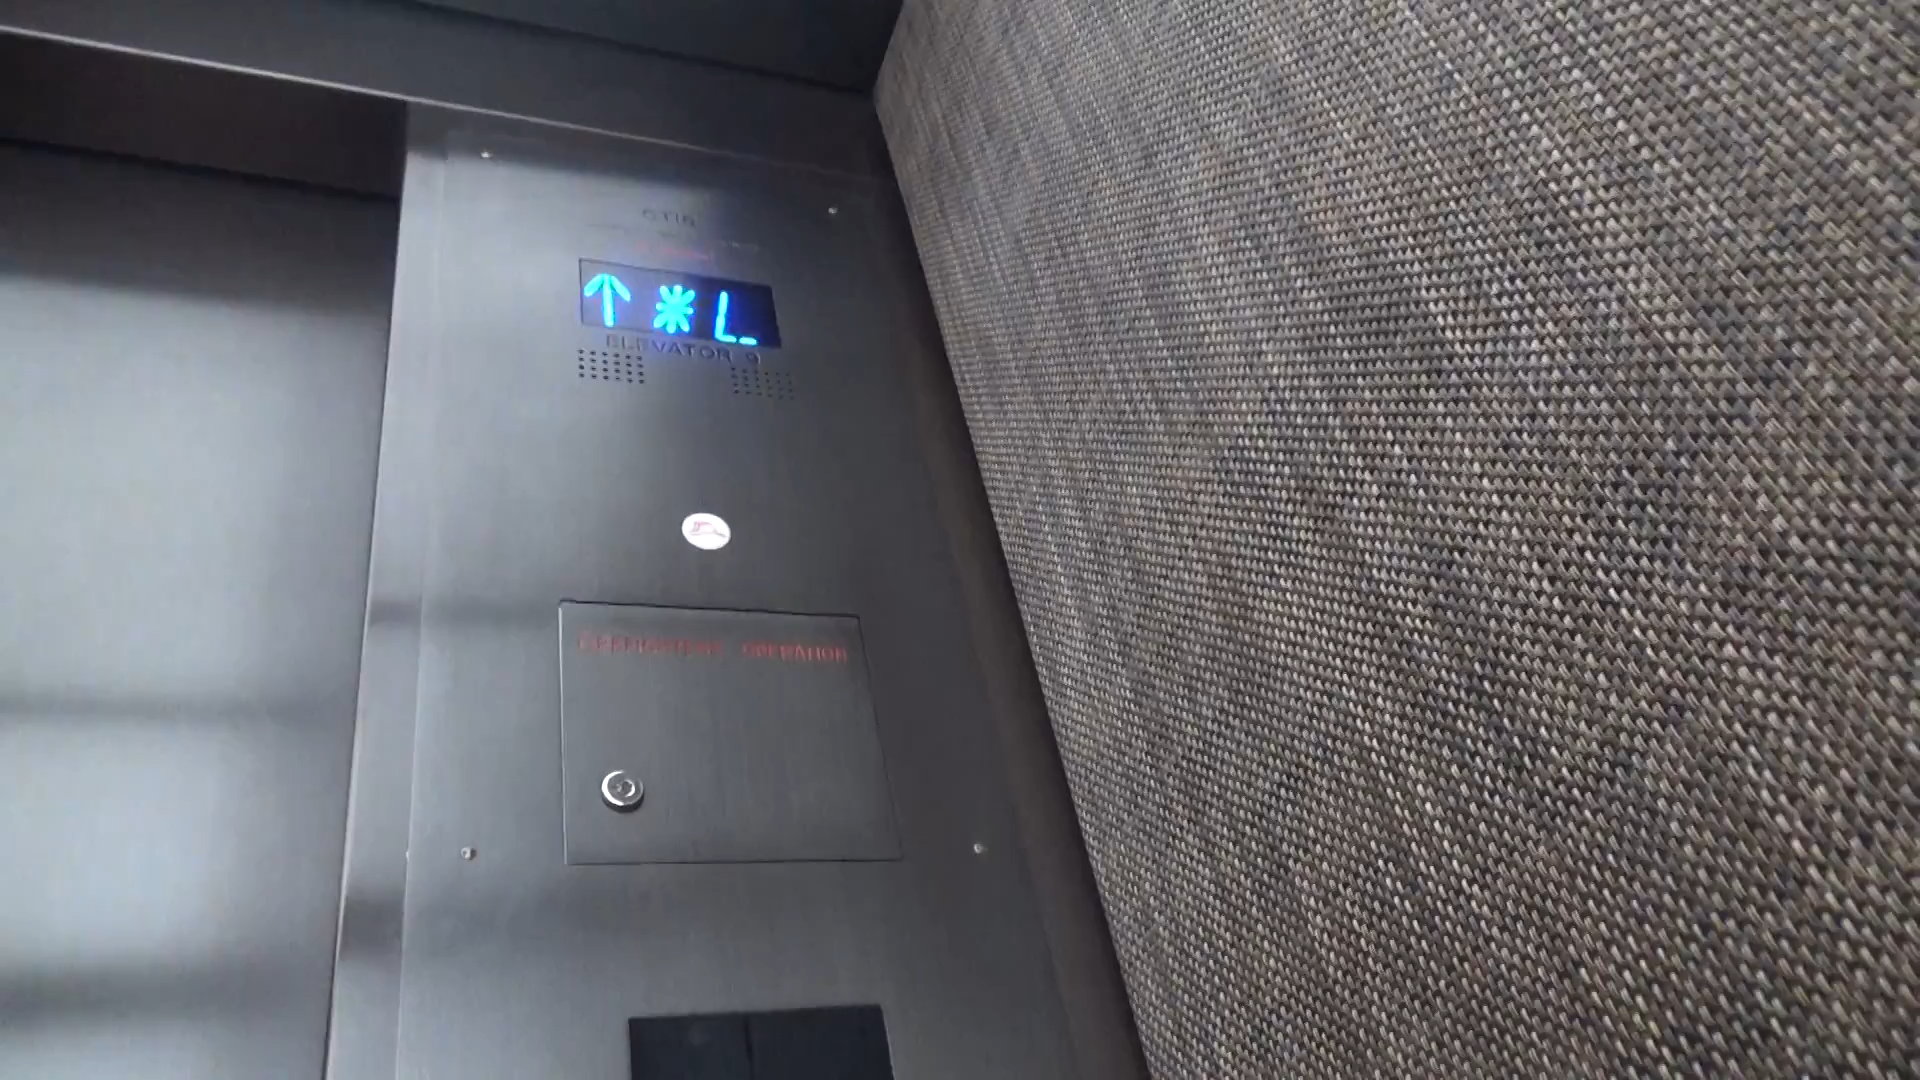 OTIS
↑ *L
ELEVATOR 9
FIREFIGHTERS' OPERATION